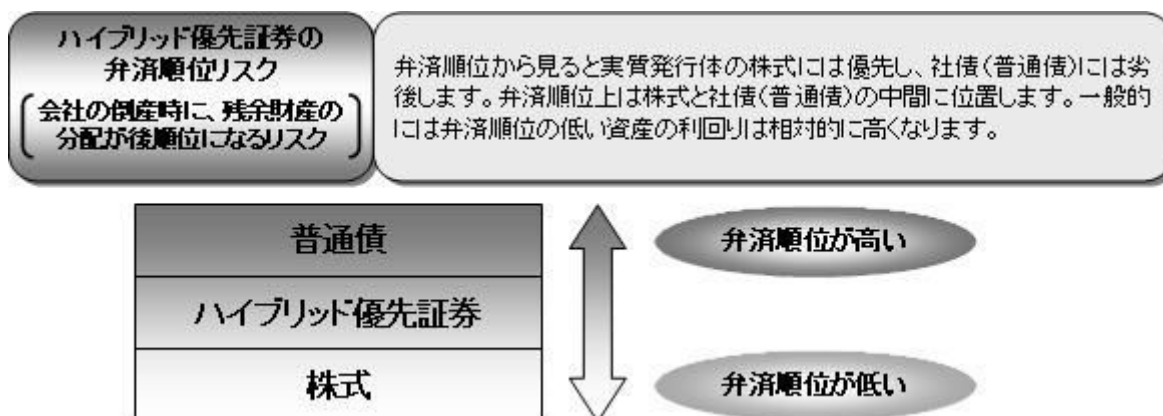 ハイブリッド優先証券の
弁済順位リスク
会社の倒産時に、残余財産の
分配が後順位になるリスク
弁済順位から見ると実質発行体の株式には優先し、社債(普通債)には劣
後します。弁済順位上は株式と社債(普通債)の中間に位置します。一般的
には弁済順位の低い資産の利回りは相対的に高くなります。
普通債
弁済順位が高い
ハイブリッド優先証券
株式
弁済順位が低い